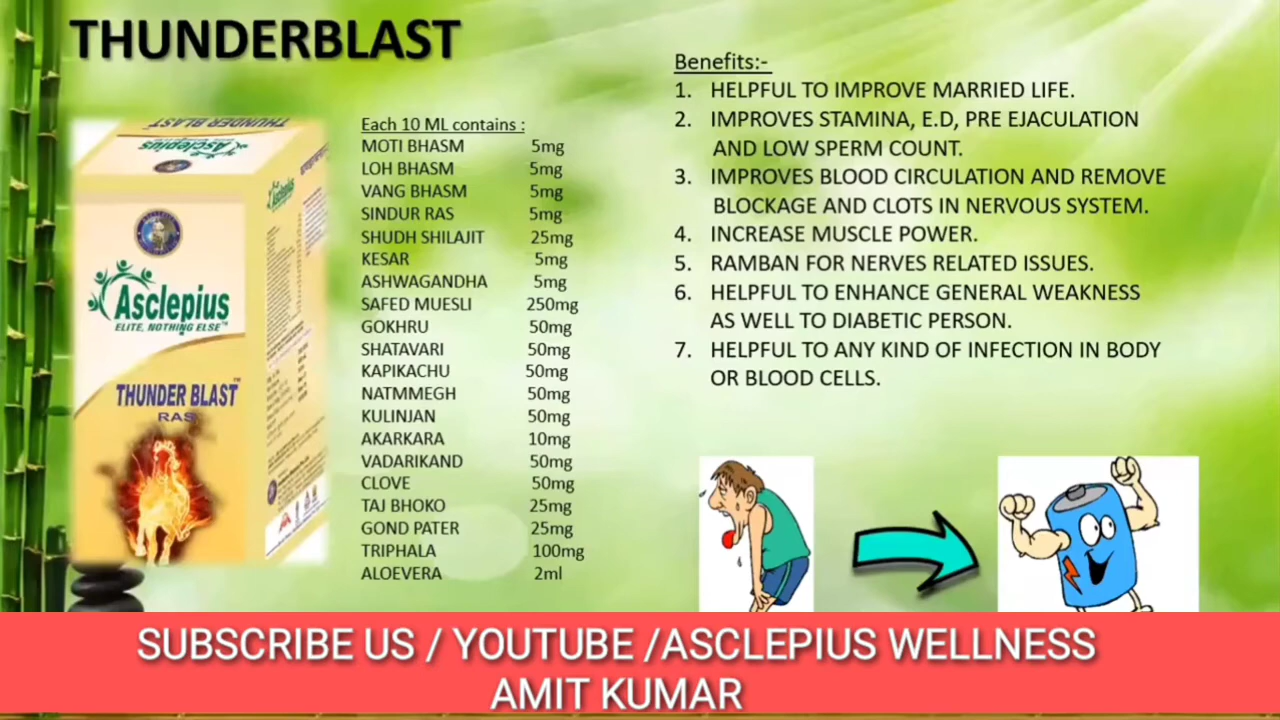 THUNDERBLAST
THUNDER BLAST
Asclepius
Asclepius
Asclepius
ELITE, NOTHING ELSE™
THUNDER BLAST™
RAS
Each 10 ML contains :
MOTI BHASM 5mg
LOH BHASM 5mg
VANG BHASM 5mg
SINDUR RAS 5mg
SHUDH SHILAJIT 25mg
KESAR 5mg
ASHWAGANDHA 5mg
SAFED MUESLI 250mg
GOKHRU 50mg
SHATAVARI 50mg
KAPIKACHU 50mg
NATMMEGH 50mg
KULINJAN 50mg
AKARKARA 10mg
VADARIKAND 50mg
CLOVE 50mg
TAJ BHOKO 25mg
GOND PATER 25mg
TRIPHALA 100mg
ALOEVERA 2ml
Benefits:-
1. HELPFUL TO IMPROVE MARRIED LIFE.
2. IMPROVES STAMINA, E.D, PRE EJACULATION
AND LOW SPERM COUNT.
3. IMPROVES BLOOD CIRCULATION AND REMOVE
BLOCKAGE AND CLOTS IN NERVOUS SYSTEM.
4. INCREASE MUSCLE POWER.
5. RAMBAN FOR NERVES RELATED ISSUES.
6. HELPFUL TO ENHANCE GENERAL WEAKNESS
AS WELL TO DIABETIC PERSON.
7. HELPFUL TO ANY KIND OF INFECTION IN BODY
OR BLOOD CELLS.
SUBSCRIBE US / YOUTUBE /ASCLEPIUS WELLNESS
AMIT KUMAR